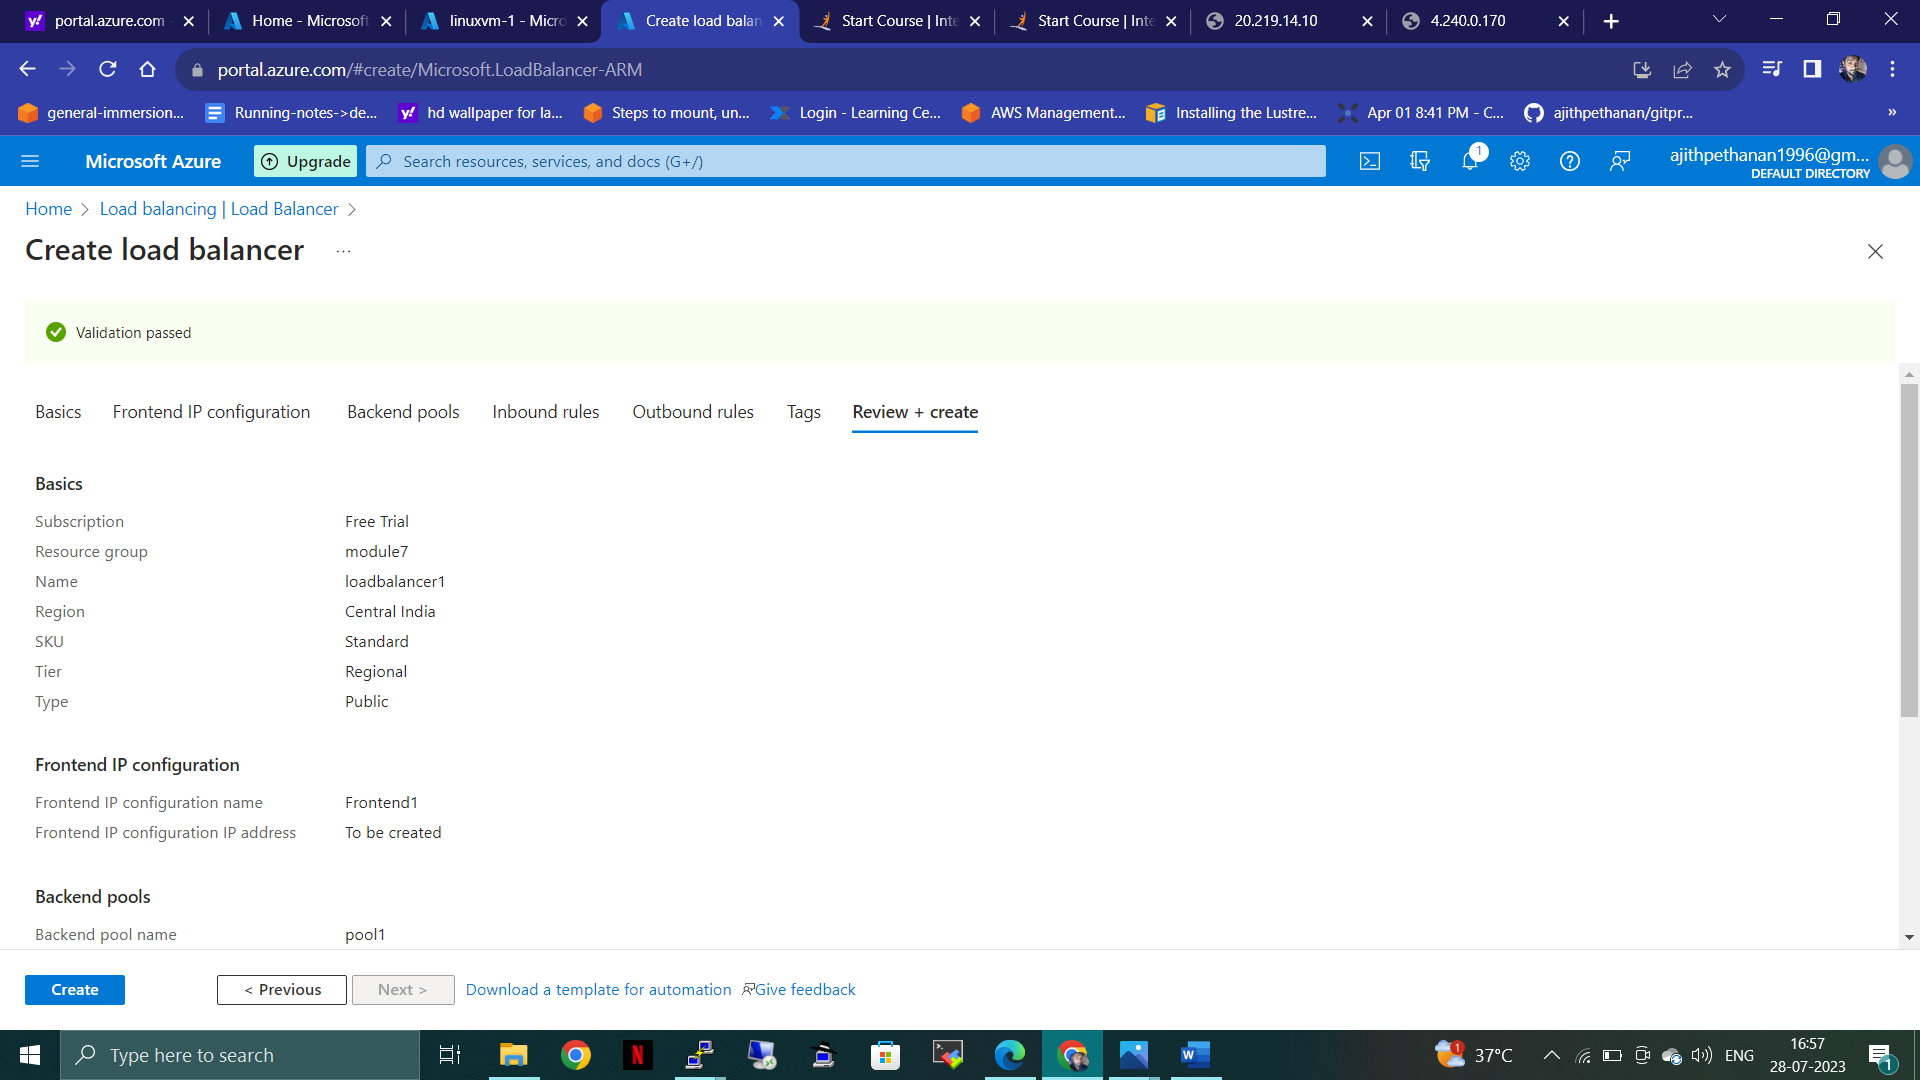 portal.azure.com
Home - Microsoft
linuxvm-1 - Micro
Create load balan
Start Course | Inte
Start Course | Inte
20.219.14.10
4.240.0.170
portal.azure.com/#create/Microsoft.LoadBalancer-ARM
general-immersion...
Running-notes->de...
hd wallpaper for la...
Steps to mount, un...
Login - Learning Ce...
AWS Management...
Installing the Lustre...
Apr 01 8:41 PM - C...
ajithpethanan/gitpr...
»
Microsoft Azure
Upgrade
Search resources, services, and docs (G+/)
1
ajithpethanan1996@gm...
DEFAULT DIRECTORY
Home > Load balancing | Load Balancer >
Create load balancer ...
Validation passed
Basics Frontend IP configuration Backend pools Inbound rules Outbound rules Tags Review + create
Basics
Subscription Free Trial
Resource group module7
Name loadbalancer1
Region Central India
SKU Standard
Tier Regional
Type Public
Frontend IP configuration
Frontend IP configuration name Frontend1
Frontend IP configuration IP address To be created
Backend pools
Backend pool name pool1
Create
< Previous
Next >
Download a template for automation
Give feedback
Type here to search
N
W
1
37°C
ENG
16:57
28-07-2023
1